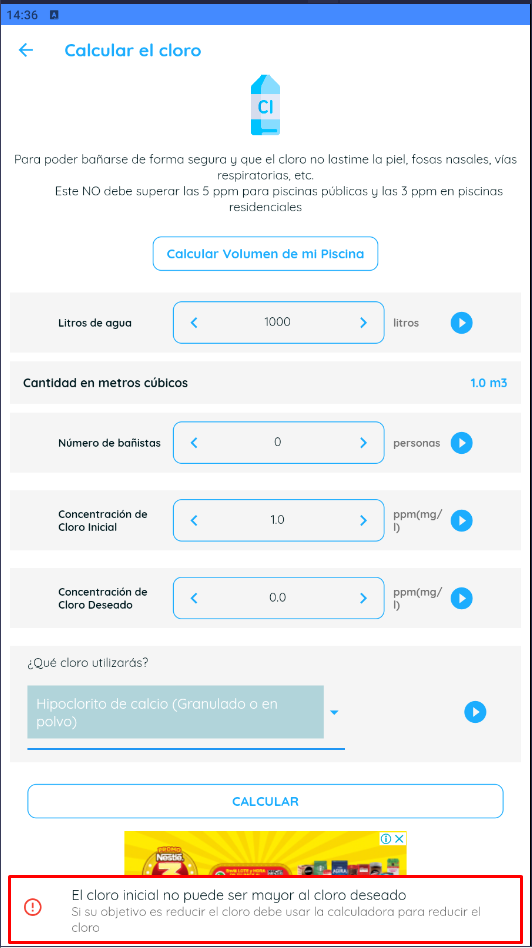 14:36 A
Calcular el cloro
Cl
Para poder bañarse de forma segura y que el cloro no lastime la piel, fosas nasales, vías
respiratorias, etc.
Este NO debe superar las 5 ppm para piscinas públicas y las 3 ppm en piscinas
residenciales
Calcular Volumen de mi Piscina
Litros de agua 1000 litros
Cantidad en metros cúbicos 1.0 m3
Número de bañistas 0 personas
Concentración de
Cloro Inicial 1.0 ppm(mg/
l)
Concentración de
Cloro Deseado 0.0 ppm(mg/
l)
¿Qué cloro utilizarás?
Hipoclorito de calcio (Granulado o en
polvo)
CALCULAR
PROMO
Nestlé
3
El cloro inicial no puede ser mayor al cloro deseado
Si su objetivo es reducir el cloro debe usar la calculadora para reducir el
cloro